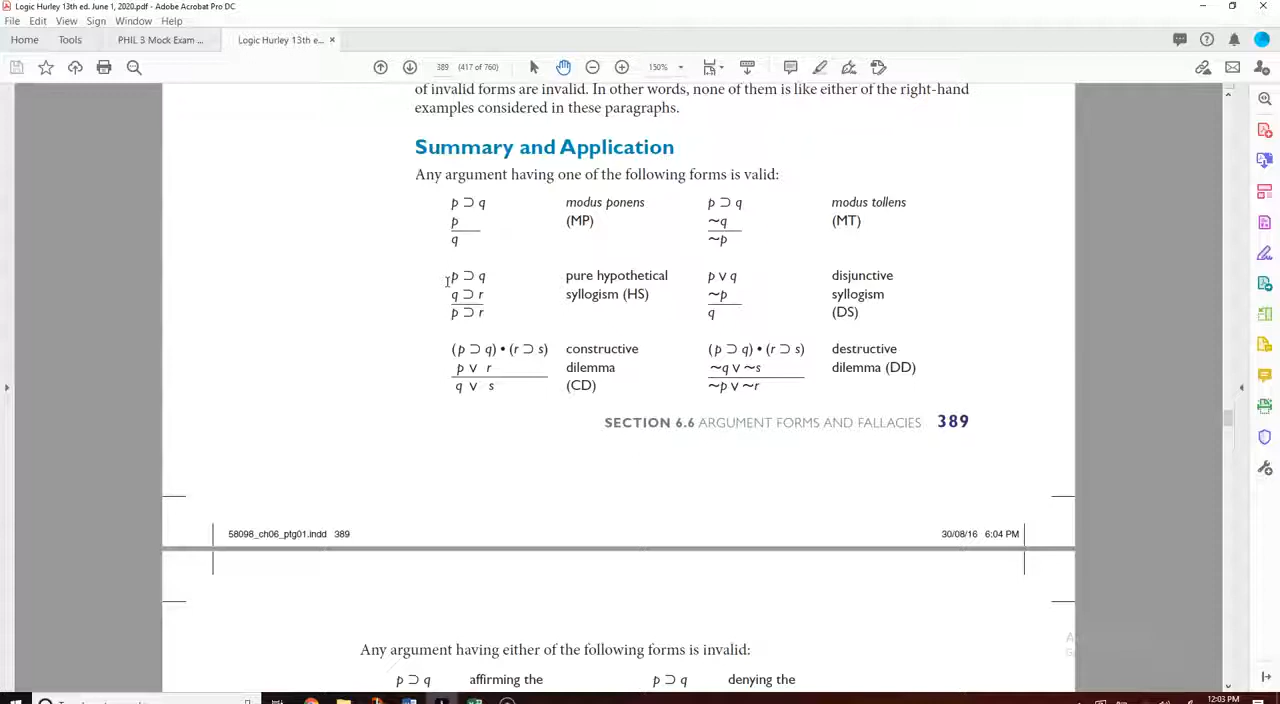 Logic Hurley 13th ed. June 1, 2020.pdf - Adobe Acrobat Pro DC
File Edit View Sign Window Help
Home Tools PHIL 3 Mock Exam ... Logic Hurley 13th e... ×
389 (417 of 760) 150%
of invalid forms are invalid. In other words, none of them is like either of the right-hand
examples considered in these paragraphs.
Summary and Application
Any argument having one of the following forms is valid:
p ⊃ q modus ponens p ⊃ q modus tollens
p (MP) ~q (MT)
q ~p
p ⊃ q pure hypothetical p v q disjunctive
q ⊃ r syllogism (HS) ~p syllogism
p ⊃ r q (DS)
(p ⊃ q) • (r ⊃ s) constructive (p ⊃ q) • (r ⊃ s) destructive
p v r dilemma ~q v ~s dilemma (DD)
q v s (CD) ~p v ~r
SECTION 6.6 ARGUMENT FORMS AND FALLACIES 389
58098_ch06_ptg01.indd 389 30/08/16 6:04 PM
Any argument having either of the following forms is invalid:
p ⊃ q affirming the p ⊃ q denying the
12:03 PM